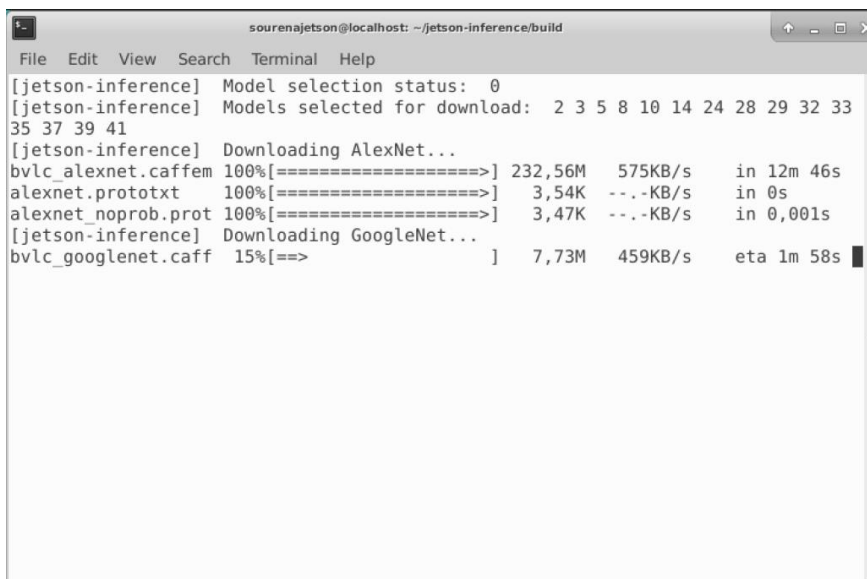 sourenajetson@localhost: ~/jetson-inference/build
File Edit View Search Terminal Help
[jetson-inference] Model selection status: 0
[jetson-inference] Models selected for download: 2 3 5 8 10 14 24 28 29 32 33
35 37 39 41
[jetson-inference] Downloading AlexNet...
bvlc_alexnet.caffem 100%[===================>] 232,56M 575KB/s in 12m 46s
alexnet.prototxt 100%[===================>] 3,54K --.-KB/s in 0s
alexnet_noprob.prot 100%[===================>] 3,47K --.-KB/s in 0,001s
[jetson-inference] Downloading GoogleNet...
bvlc_googlenet.caff 15%[==> ] 7,73M 459KB/s eta 1m 58s